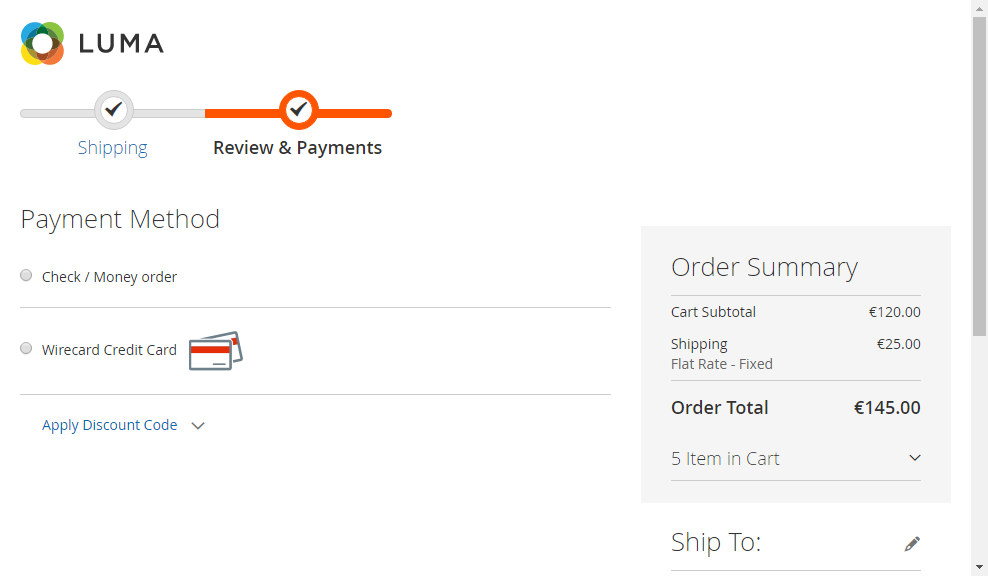 LUMA
Shipping
Review & Payments
Payment Method
Check / Money order
Wirecard Credit Card
Apply Discount Code
Order Summary
Cart Subtotal €120.00
Shipping €25.00
Flat Rate - Fixed
Order Total €145.00
5 Item in Cart
Ship To: